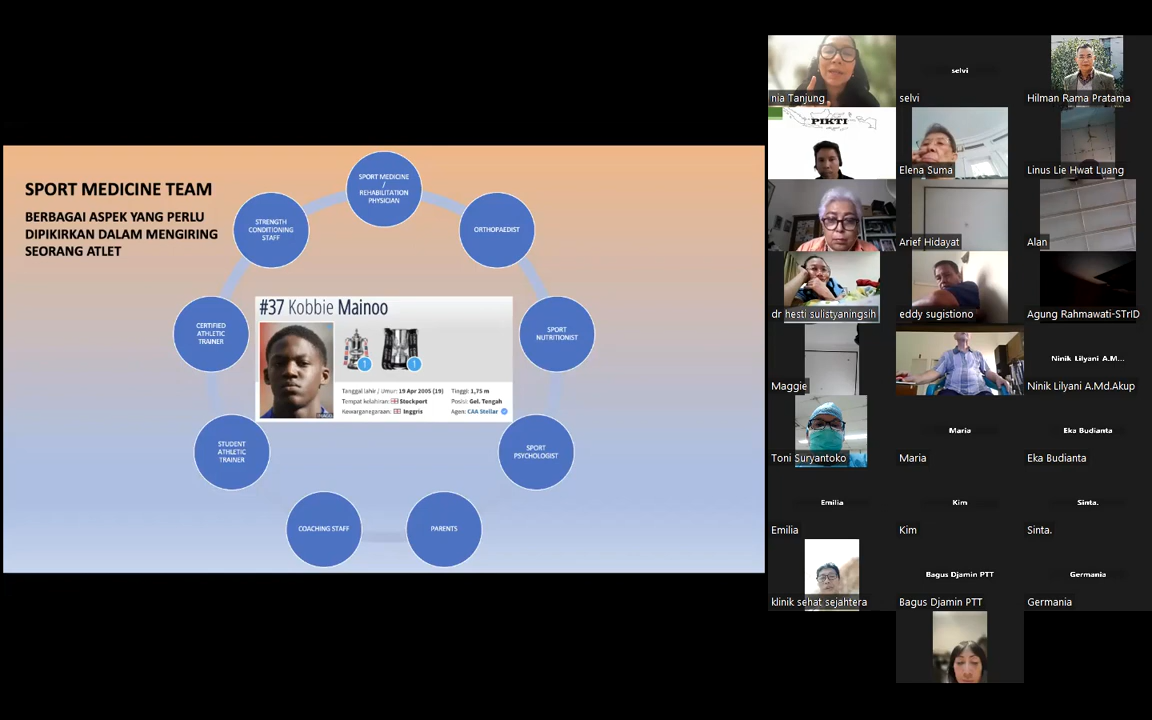 SPORT MEDICINE TEAM
BERBAGAI ASPEK YANG PERLU
DIPIKIRKAN DALAM MENGIRING
SEORANG ATLET
SPORT MEDICINE
/
REHABILITATION
PHYSICIAN
ORTHOPAEDIST
SPORT
NUTRITIONIST
SPORT
PSYCHOLOGIST
PARENTS
COACHING STAFF
STUDENT
ATHLETIC
TRAINER
CERTIFIED
ATHLETIC
TRAINER
STRENGTH
CONDITIONING
STAFF
#37 Kobbie Mainoo
1
1
Tanggal lahir / Umur: 19 Apr 2005 (19)
Tempat kelahiran: Stockport
Kewarganegaraan: Inggris
Tinggi: 1,75 m
Posisi: Gel. Tengah
Agen: CAA Stellar
nia Tanjung
selvi
selvi
Hilman Rama Pratama
PIKTI
Elena Suma
Linus Lie Hwat Luang
Arief Hidayat
Alan
dr hesti sulistyaningsih
eddy sugistiono
Agung Rahmawati-STrID
Maggie
Ninik Lilyani A.M...
Ninik Lilyani A.Md.Akup
Toni Suryantoko
Maria
Maria
Eka Budianta
Eka Budianta
Emilia
Emilia
Kim
Kim
Sinta.
Sinta.
klinik sehat sejahtera
Bagus Djamin PTT
Bagus Djamin PTT
Germania
Germania